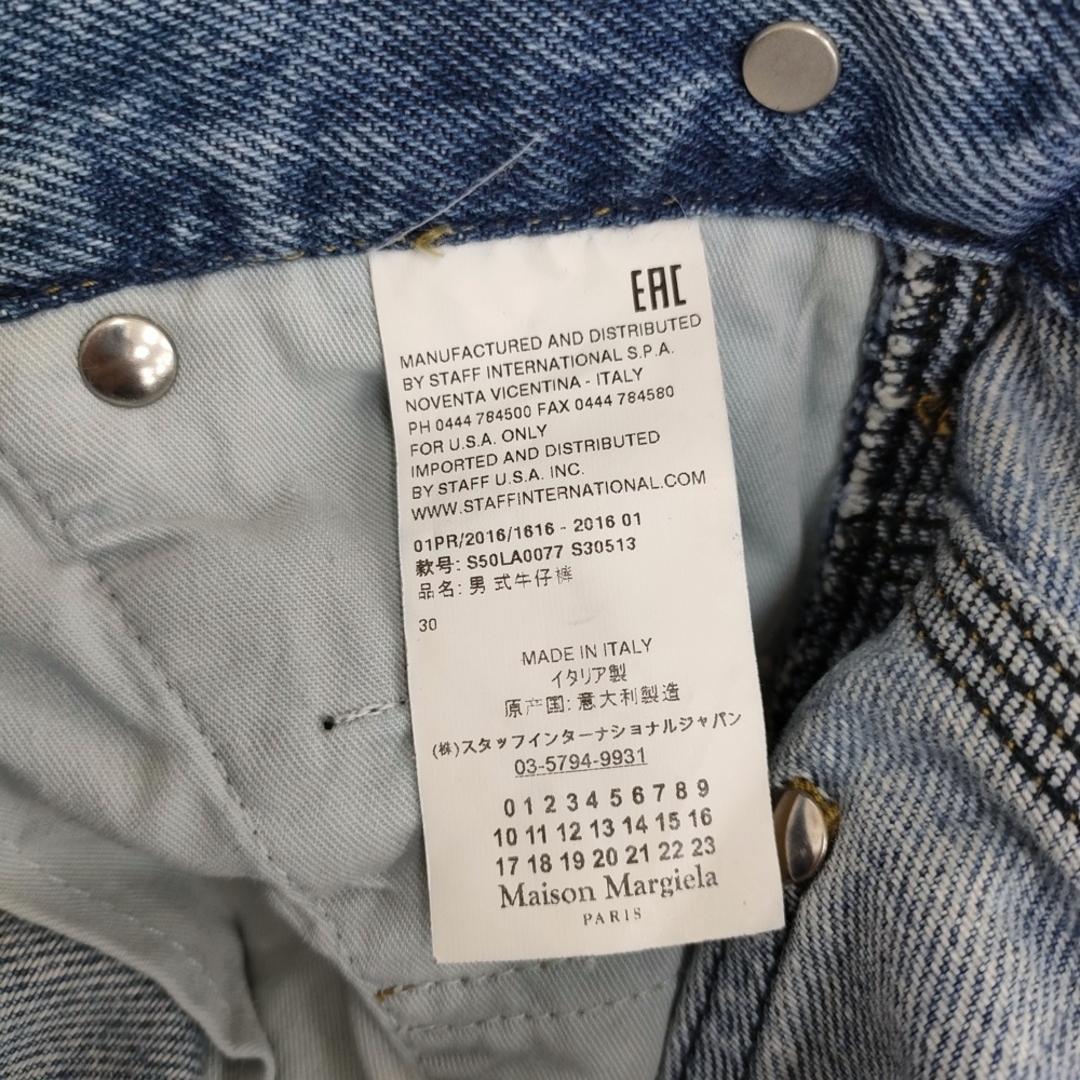 EAC
MANUFACTURED AND DISTRIBUTED
BY STAFF INTERNATIONAL S.P.A.
NOVENTA VICENTINA - ITALY
PH 0444 784500 FAX 0444 784580
FOR U.S.A. ONLY
IMPORTED AND DISTRIBUTED
BY STAFF U.S.A. INC.
WWW.STAFFINTERNATIONAL.COM
01PR/2016/1616 - 2016 01
款号: S50LA0077 S30513
品名: 男式牛仔裤
30
MADE IN ITALY
イタリア製
原产国: 意大利製造
(株)スタッフインターナショナルジャパン
03-5794-9931
0 1 2 3 4 5 6 7 8 9
10 11 12 13 14 15 16
17 18 19 20 21 22 23
Maison Margiela
PARIS